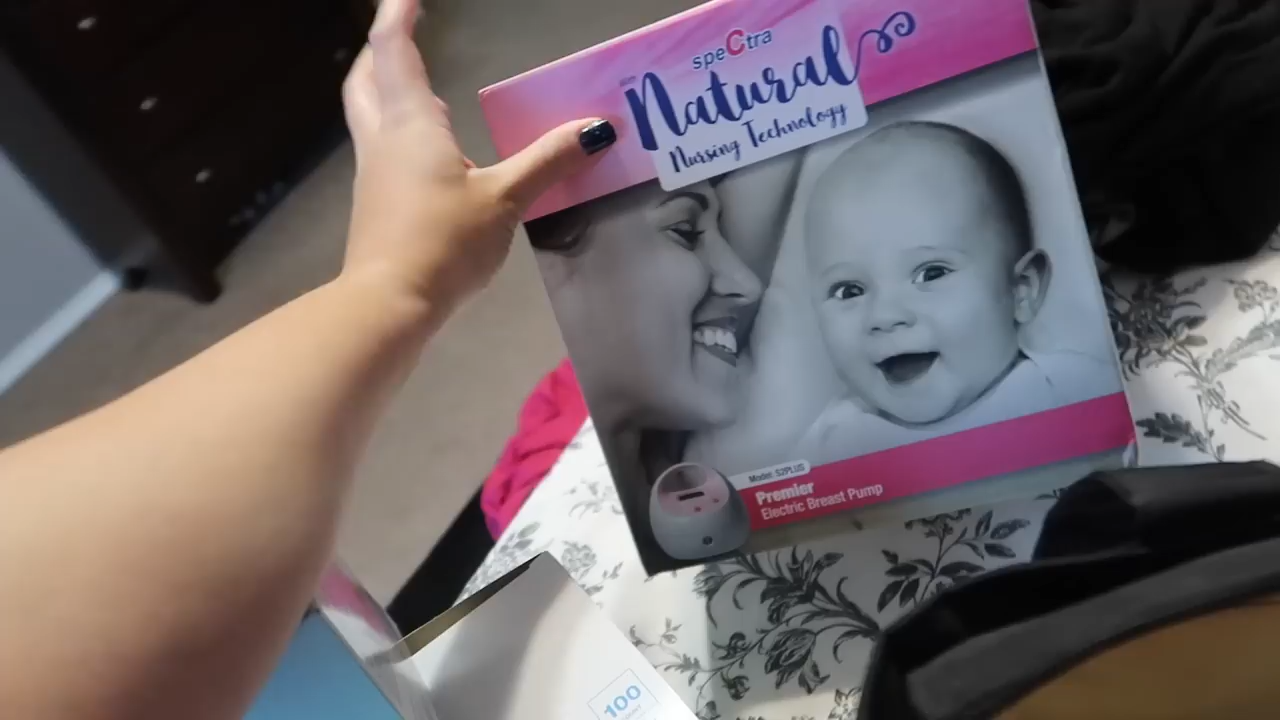 speCtra
Natural
Nursing Technology
Model: S2PLUS
Premier
Electric Breast Pump
100